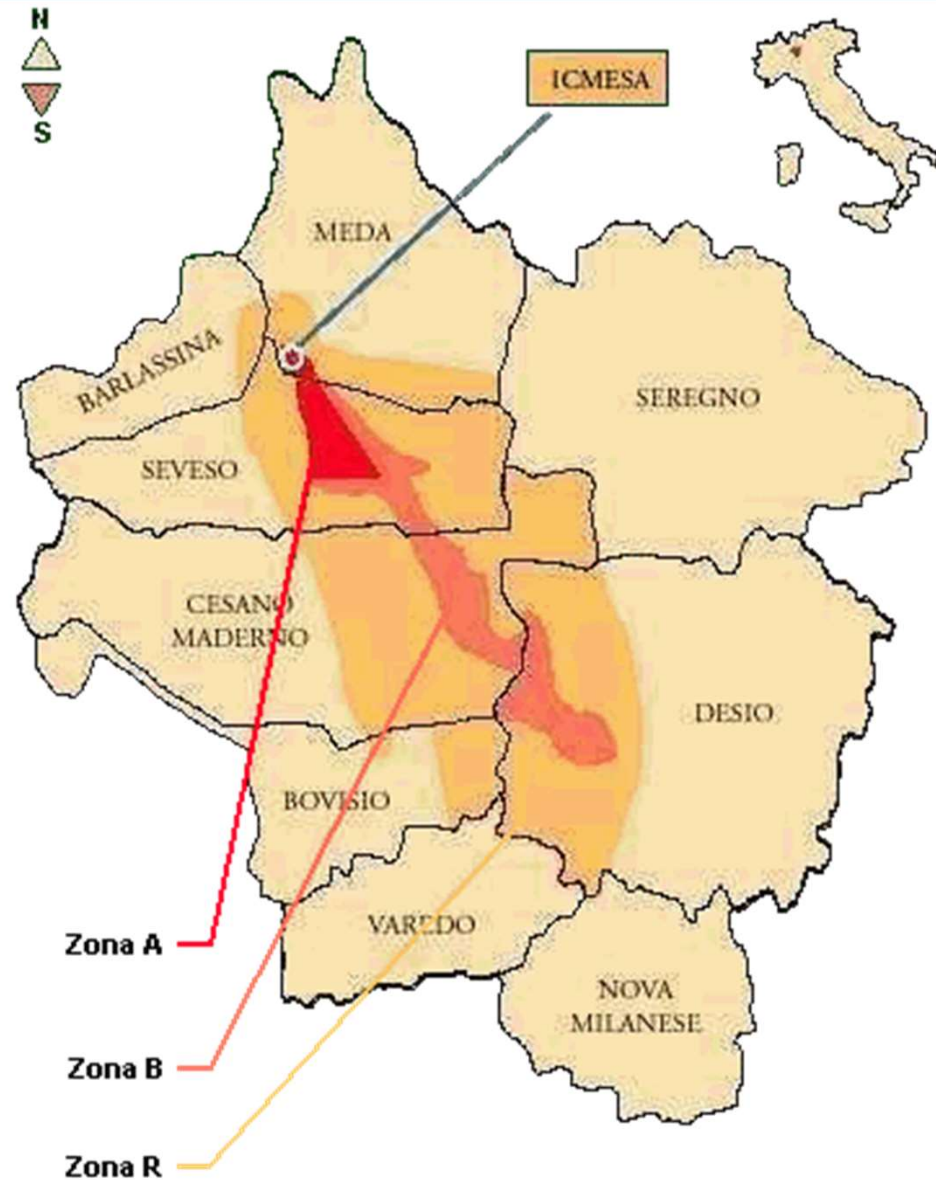 N
S
ICMESA
MEDA
BARLASSINA
SEREGNO
SEVESO
CESANO
MADERNO
DESIO
BOVISIO
VAREDO
NOVA
MILANESE
Zona A
Zona B
Zona R